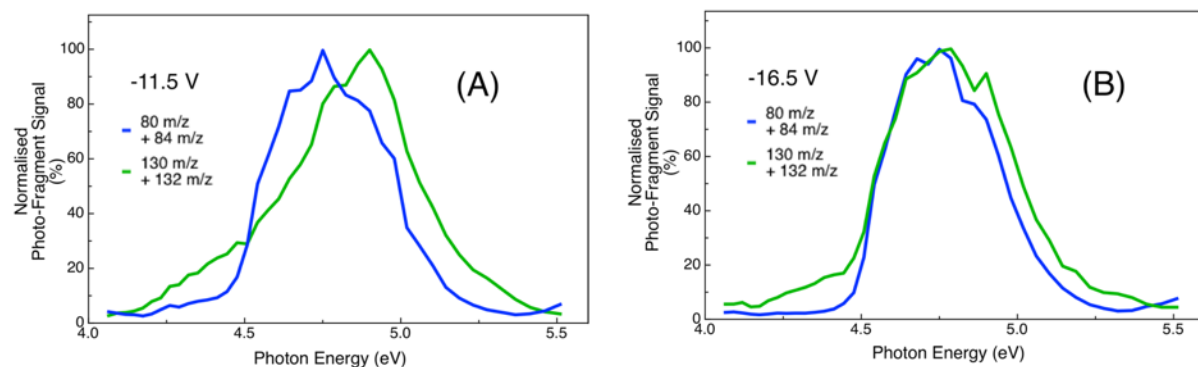 (A)
-11.5 V
80 m/z
+ 84 m/z
130 m/z
+ 132 m/z
Normalised
Photo-Fragment Signal
(%)
100
80
60
40
20
0
4.0
4.5
5.0
5.5
Photon Energy (eV)
(B)
-16.5 V
80 m/z
+ 84 m/z
130 m/z
+ 132 m/z
Normalised
Photo-Fragment Signal
(%)
100
80
60
40
20
0
4.0
4.5
5.0
5.5
Photon Energy (eV)